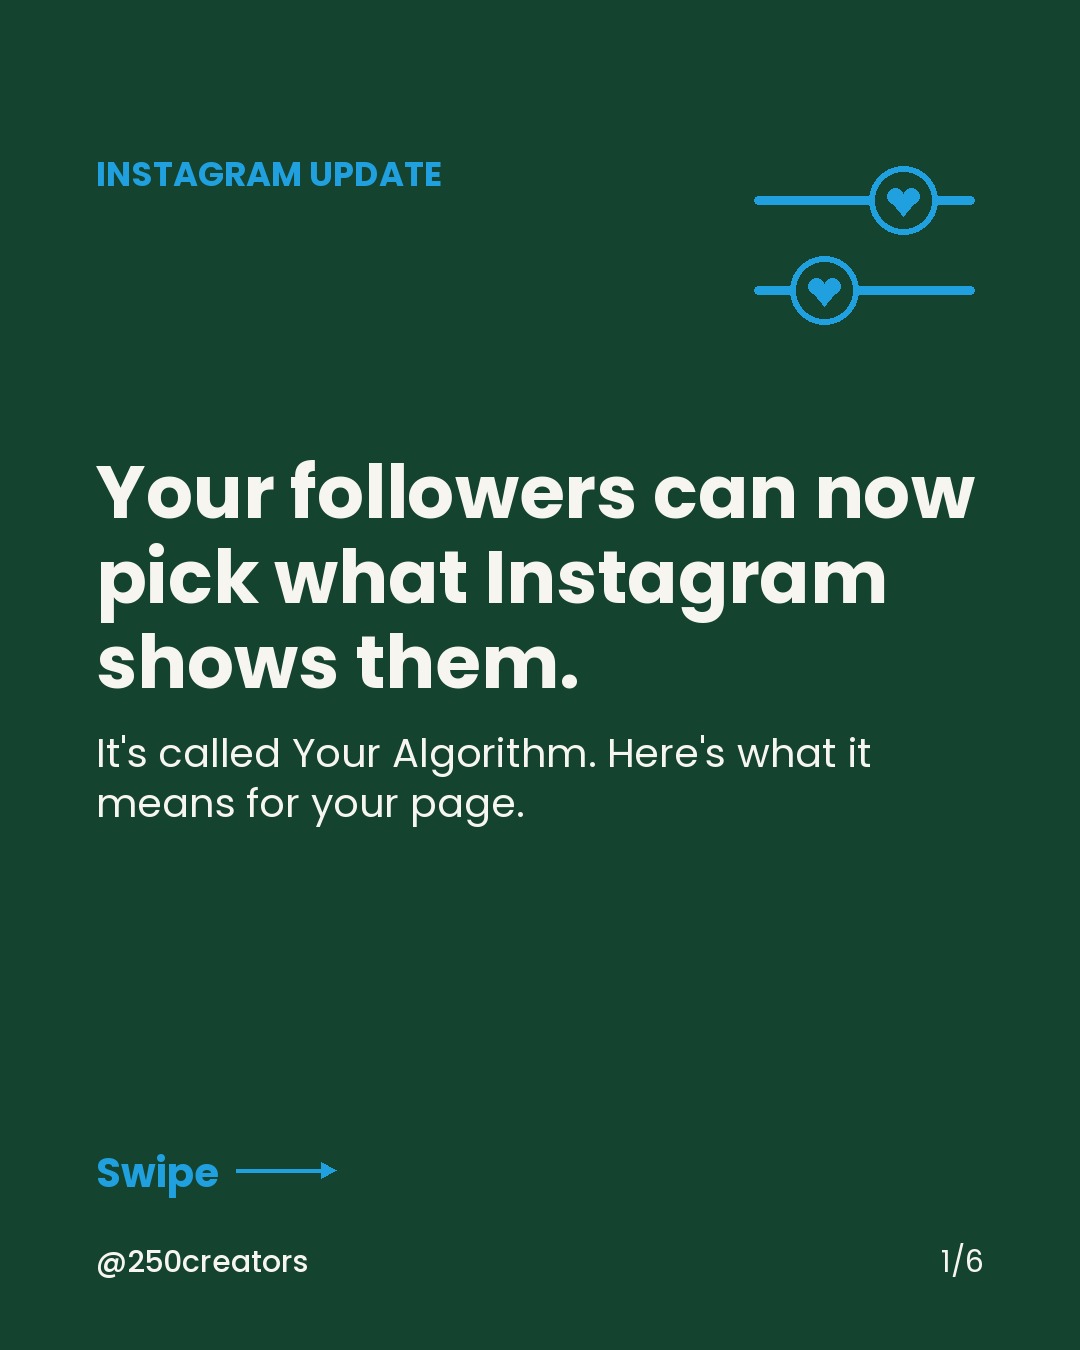 INSTAGRAM UPDATE
Your followers can now
pick what Instagram
shows them.
It's called Your Algorithm. Here's what it
means for your page.
Swipe
@250creators
1/6